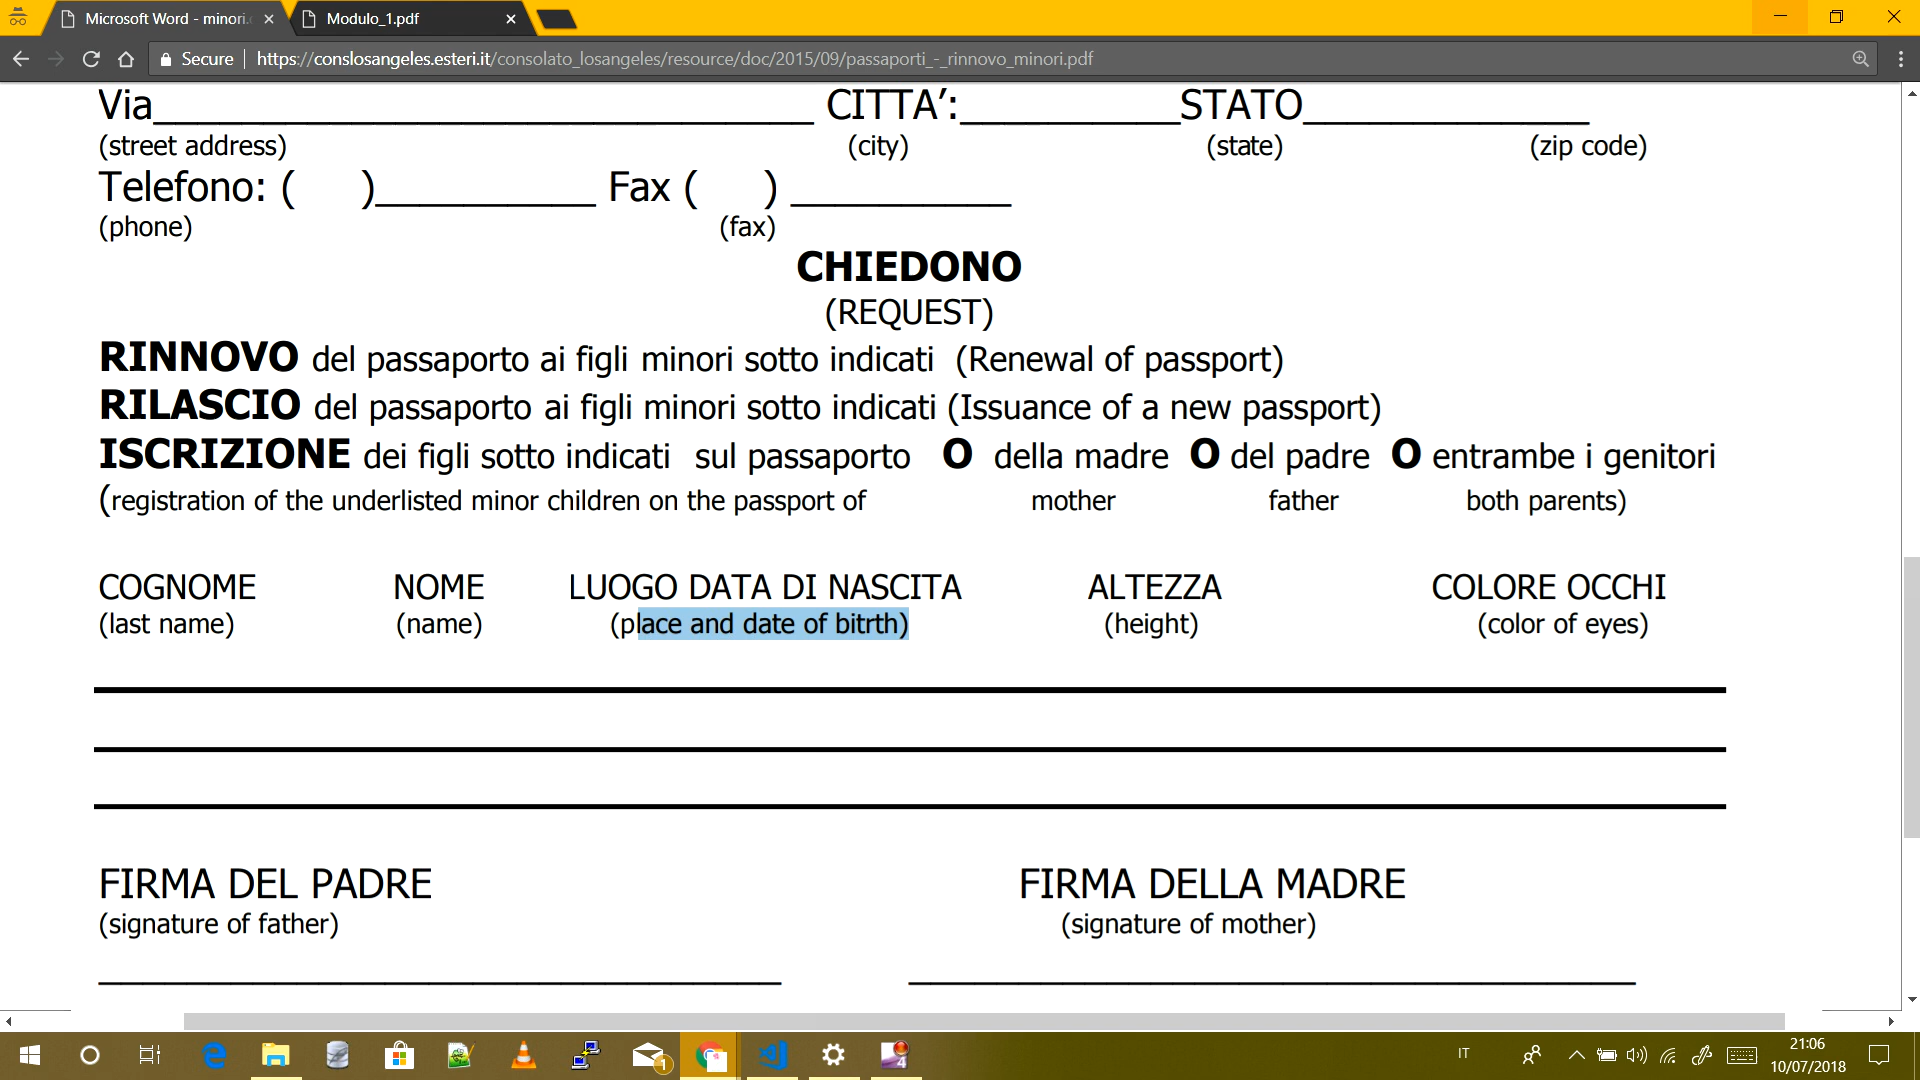 Microsoft Word - minori.
Modulo_1.pdf
Secure
https://conslosangeles.esteri.it/consolato_losangeles/resource/doc/2015/09/passaporti_-_rinnovo_minori.pdf
Via______________________________ CITTA’:__________STATO_____________
(street address) (city) (state) (zip code)
Telefono: ( )__________ Fax ( ) __________
(phone) (fax)
CHIEDONO
(REQUEST)
RINNOVO del passaporto ai figli minori sotto indicati (Renewal of passport)
RILASCIO del passaporto ai figli minori sotto indicati (Issuance of a new passport)
ISCRIZIONE dei figli sotto indicati sul passaporto O della madre O del padre O entrambe i genitori
(registration of the underlisted minor children on the passport of mother father both parents)
COGNOME NOME LUOGO DATA DI NASCITA ALTEZZA COLORE OCCHI
(last name) (name) (place and date of bitrth) (height) (color of eyes)
FIRMA DEL PADRE FIRMA DELLA MADRE
(signature of father) (signature of mother)
1
4
IT
21:06
10/07/2018